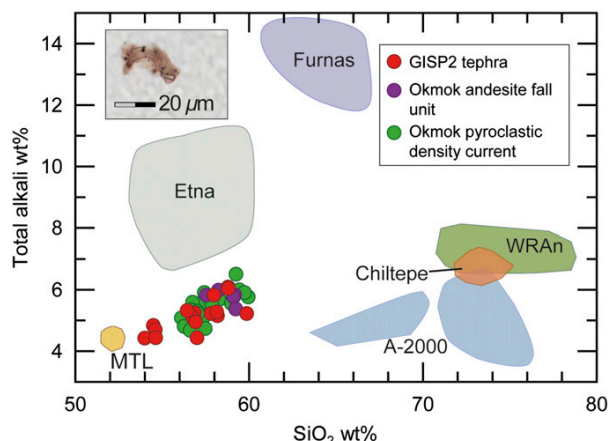 14
12
10
8
6
4
50
60
70
80
Total alkali wt%
SiO₂ wt%
20 µm
Furnas
GISP2 tephra
Okmok andesite fall
unit
Okmok pyroclastic
density current
Etna
WRAn
Chiltepe
A-2000
MTL